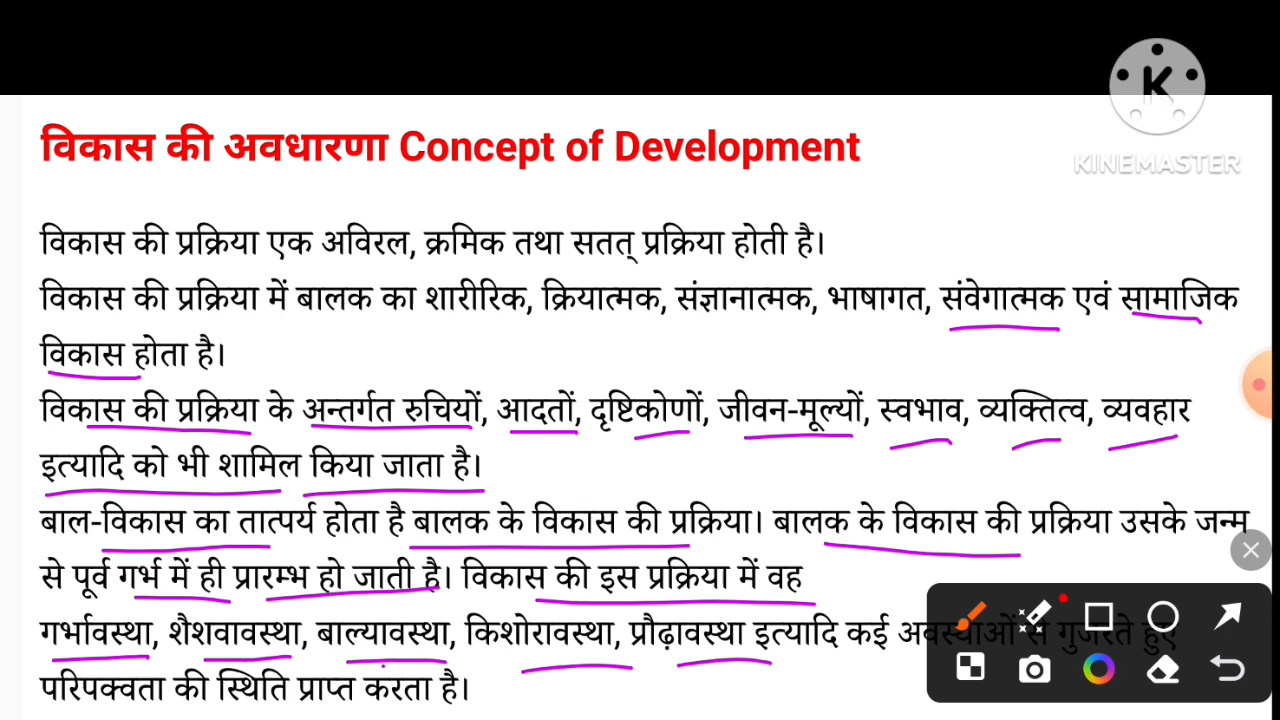 विकास की अवधारणा Concept of Development
KINEMASTER
विकास की प्रक्रिया एक अविरल, क्रमिक तथा सतत् प्रक्रिया होती है।
विकास की प्रक्रिया में बालक का शारीरिक, क्रियात्मक, संज्ञानात्मक, भाषागत, संवेगात्मक एवं सामाजिक
विकास होता है।
विकास की प्रक्रिया के अन्तर्गत रुचियों, आदतों, दृष्टिकोणों, जीवन-मूल्यों, स्वभाव, व्यक्तित्व, व्यवहार
इत्यादि को भी शामिल किया जाता है।
बाल-विकास का तात्पर्य होता है बालक के विकास की प्रक्रिया। बालक के विकास की प्रक्रिया उसके जन्म
से पूर्व गर्भ में ही प्रारम्भ हो जाती है। विकास की इस प्रक्रिया में वह
गर्भावस्था, शैशवावस्था, बाल्यावस्था, किशोरावस्था, प्रौढ़ावस्था इत्यादि कई अवस्थाओं से गुजरते हुए
परिपक्वता की स्थिति प्राप्त करता है।